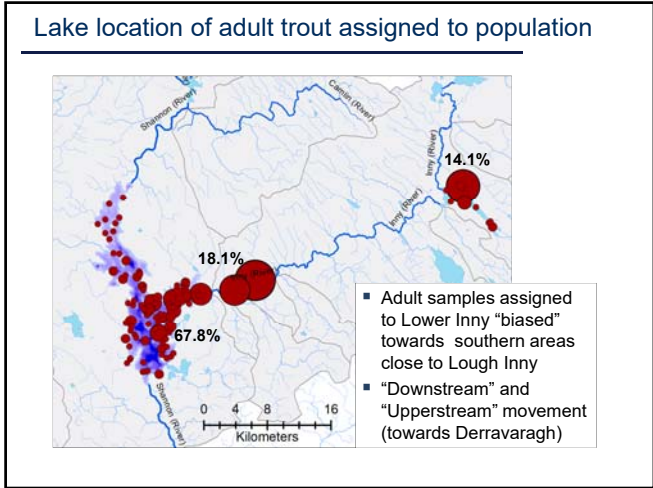 Lake location of adult trout assigned to population
Shannon (River)
Camlin (River)
Inny (River)
14.1%
Inny (River)
18.1%
67.8%
▪ Adult samples assigned
to Lower Inny “biased”
towards southern areas
close to Lough Inny
▪ “Downstream” and
“Upperstream” movement
(towards Derravaragh)
Shannon (River)
0 4 8 16
Kilometers